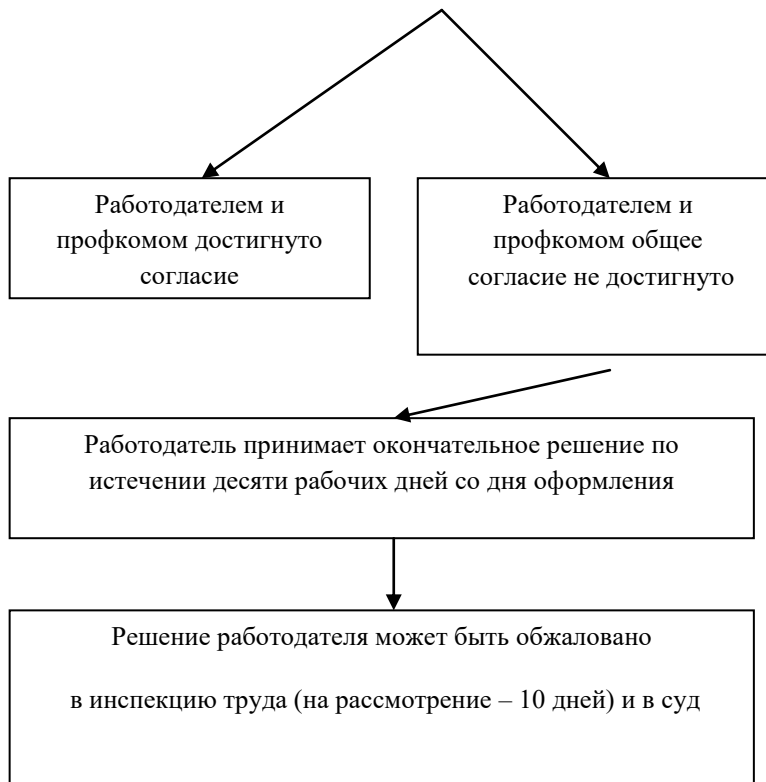 Работодателем и
профкомом достигнуто
согласие
Работодателем и
профкомом общее
согласие не достигнуто
Работодатель принимает окончательное решение по
истечении десяти рабочих дней со дня оформления
Решение работодателя может быть обжаловано
в инспекцию труда (на рассмотрение – 10 дней) и в суд